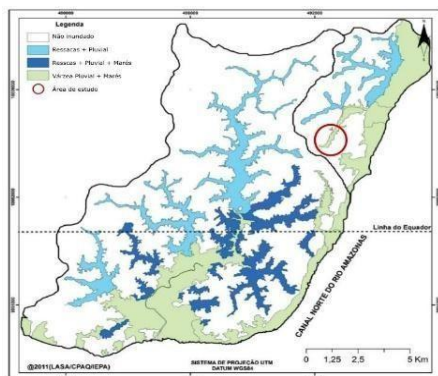 Legenda
Não inundado
Ressacas + Pluvial
Resscas + Pluvial + Marés
Várzea Pluvial + Marés
Área de estudo
Linha do Equador
CANAL NORTE DO RIO AMAZONAS
0 1,25 2,5 5 Km
@2011(LASA/CPAQ/IEPA)
SISTEMA DE PROJEÇÃO UTM
DATUM WGS84